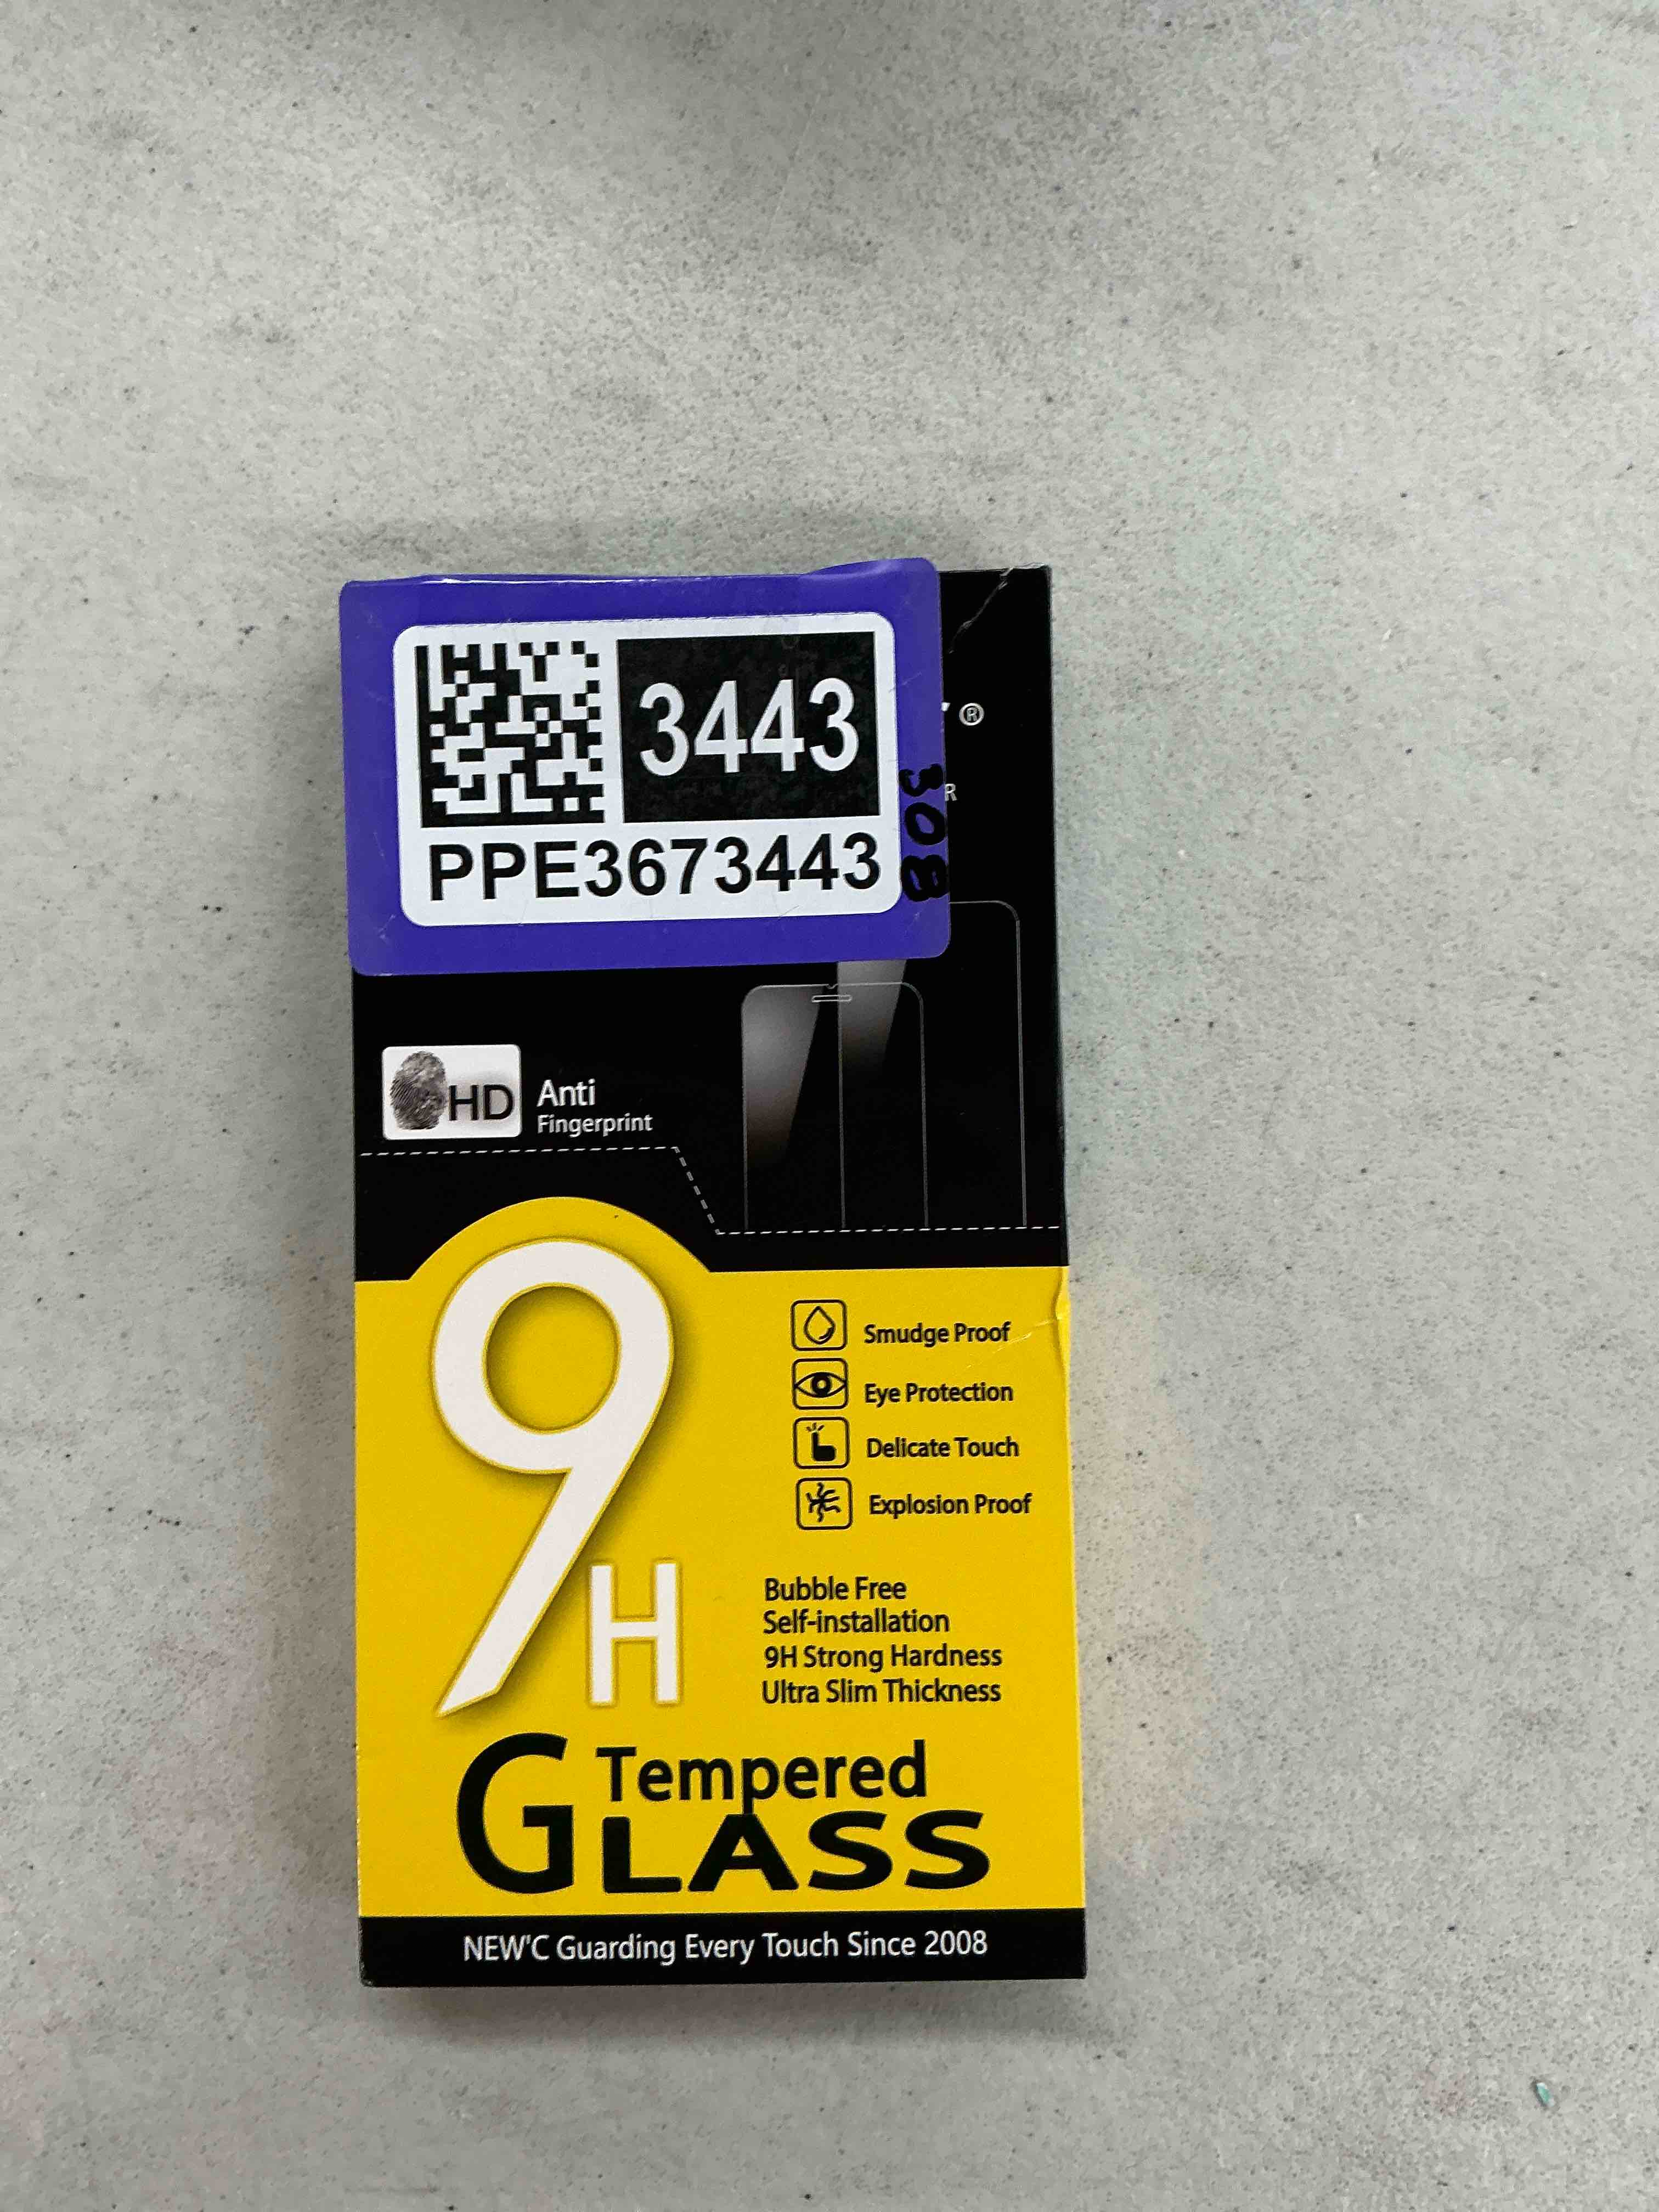 3443
PPE3673443
308
®
R
HD
Anti
Fingerprint
9H
Smudge Proof
Eye Protection
Delicate Touch
Explosion Proof
Bubble Free
Self-installation
9H Strong Hardness
Ultra Slim Thickness
Tempered
GLASS
NEW'C Guarding Every Touch Since 2008